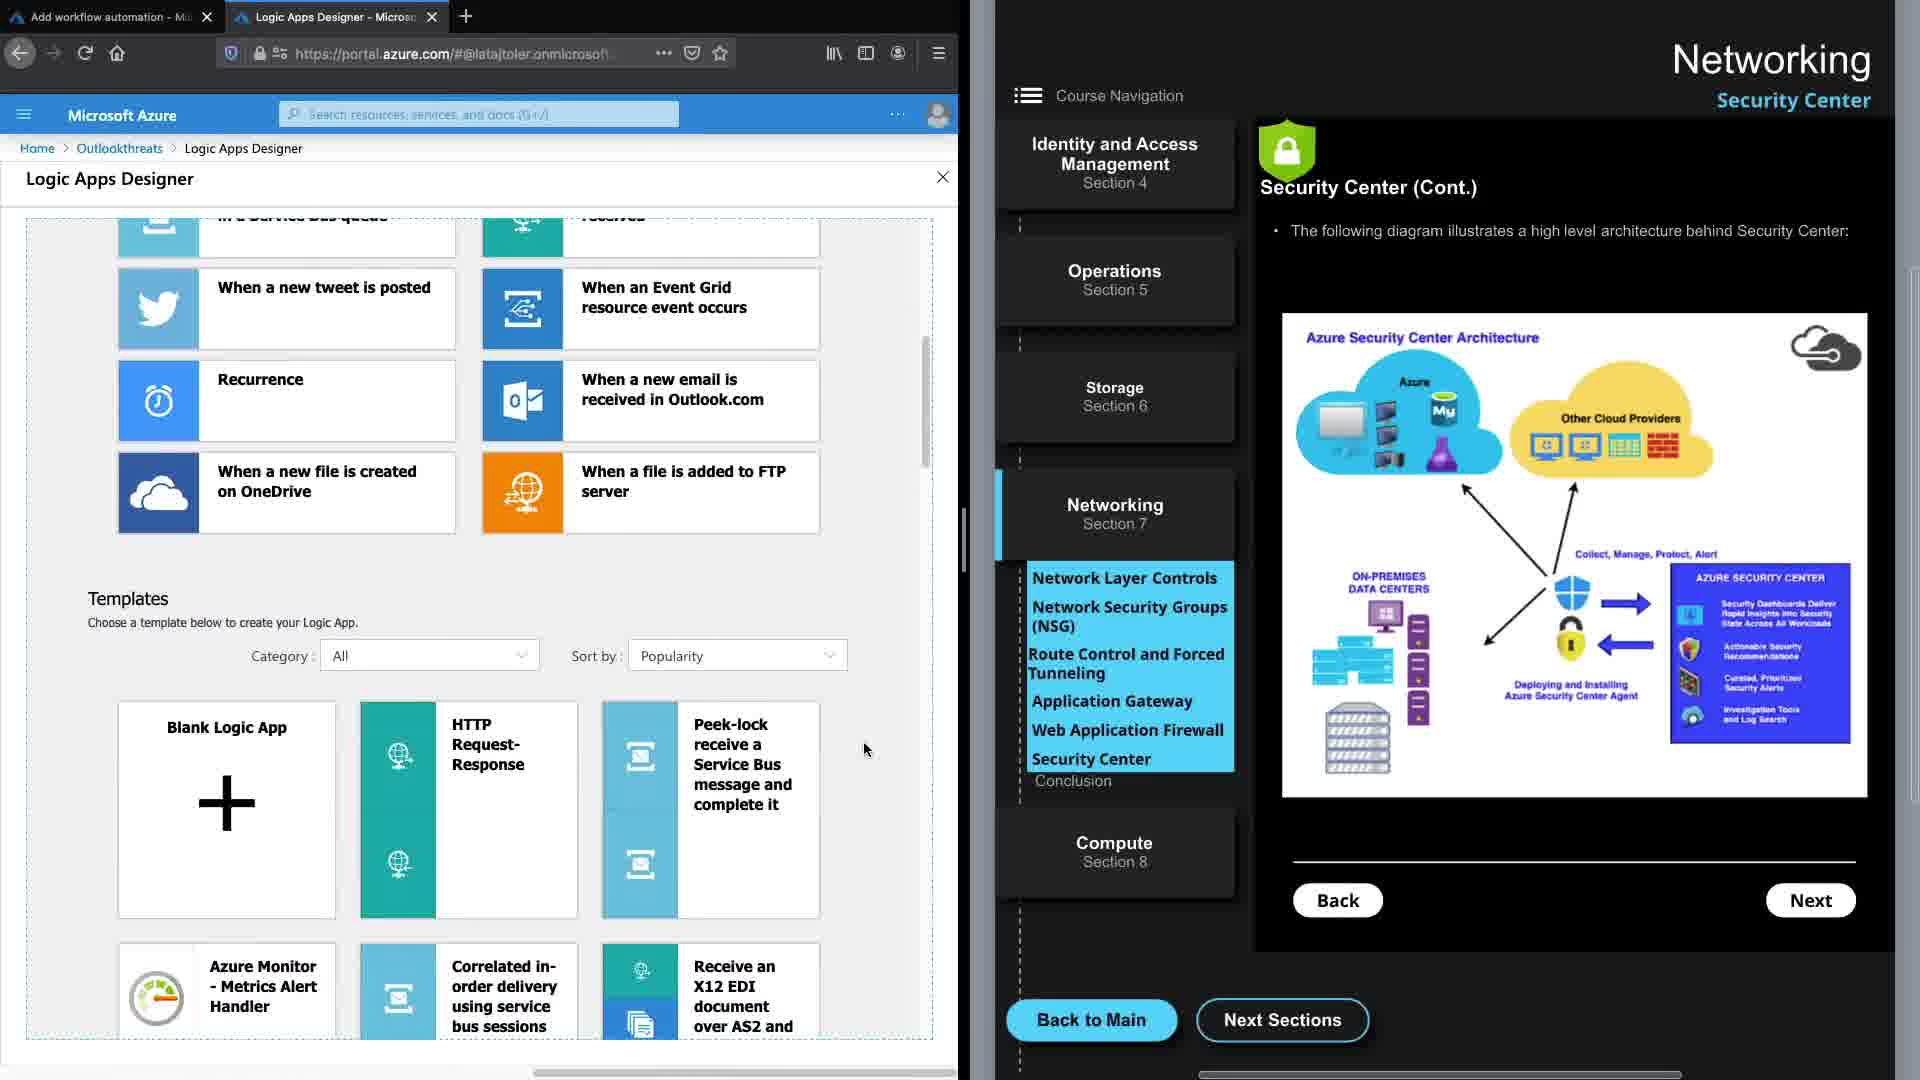 Add workflow automation - Mi
Logic Apps Designer - Microso
https://portal.azure.com/#@latajtoler.onmicrosof
Microsoft Azure
Search resources, services, and docs (G+/)
Home > Outlookthreats > Logic Apps Designer
Logic Apps Designer
in a Service Bus queue
received
When a new tweet is posted
When an Event Grid
resource event occurs
Recurrence
When a new email is
received in Outlook.com
When a new file is created
on OneDrive
When a file is added to FTP
server
Templates
Choose a template below to create your Logic App.
Category : All
Sort by : Popularity
Blank Logic App
HTTP
Request-
Response
Peek-lock
receive a
Service Bus
message and
complete it
Azure Monitor
- Metrics Alert
Handler
Correlated in-
order delivery
using service
bus sessions
Receive an
X12 EDI
document
over AS2 and
Networking
Security Center
Course Navigation
Identity and Access
Management
Section 4
Operations
Section 5
Storage
Section 6
Networking
Section 7
Network Layer Controls
Network Security Groups
(NSG)
Route Control and Forced
Tunneling
Application Gateway
Web Application Firewall
Security Center
Conclusion
Compute
Section 8
Security Center (Cont.)
• The following diagram illustrates a high level architecture behind Security Center:
Azure Security Center Architecture
Azure
My
Other Cloud Providers
Collect, Manage, Protect, Alert
ON-PREMISES
DATA CENTERS
AZURE SECURITY CENTER
Security Dashboards Deliver
Rapid Insights into Security
State Across All Workloads
Actionable Security
Recommendations
Curated, Prioritized
Security Alerts
Investigation Tools
and Log Search
Deploying and Installing
Azure Security Center Agent
Back
Next
Back to Main
Next Sections